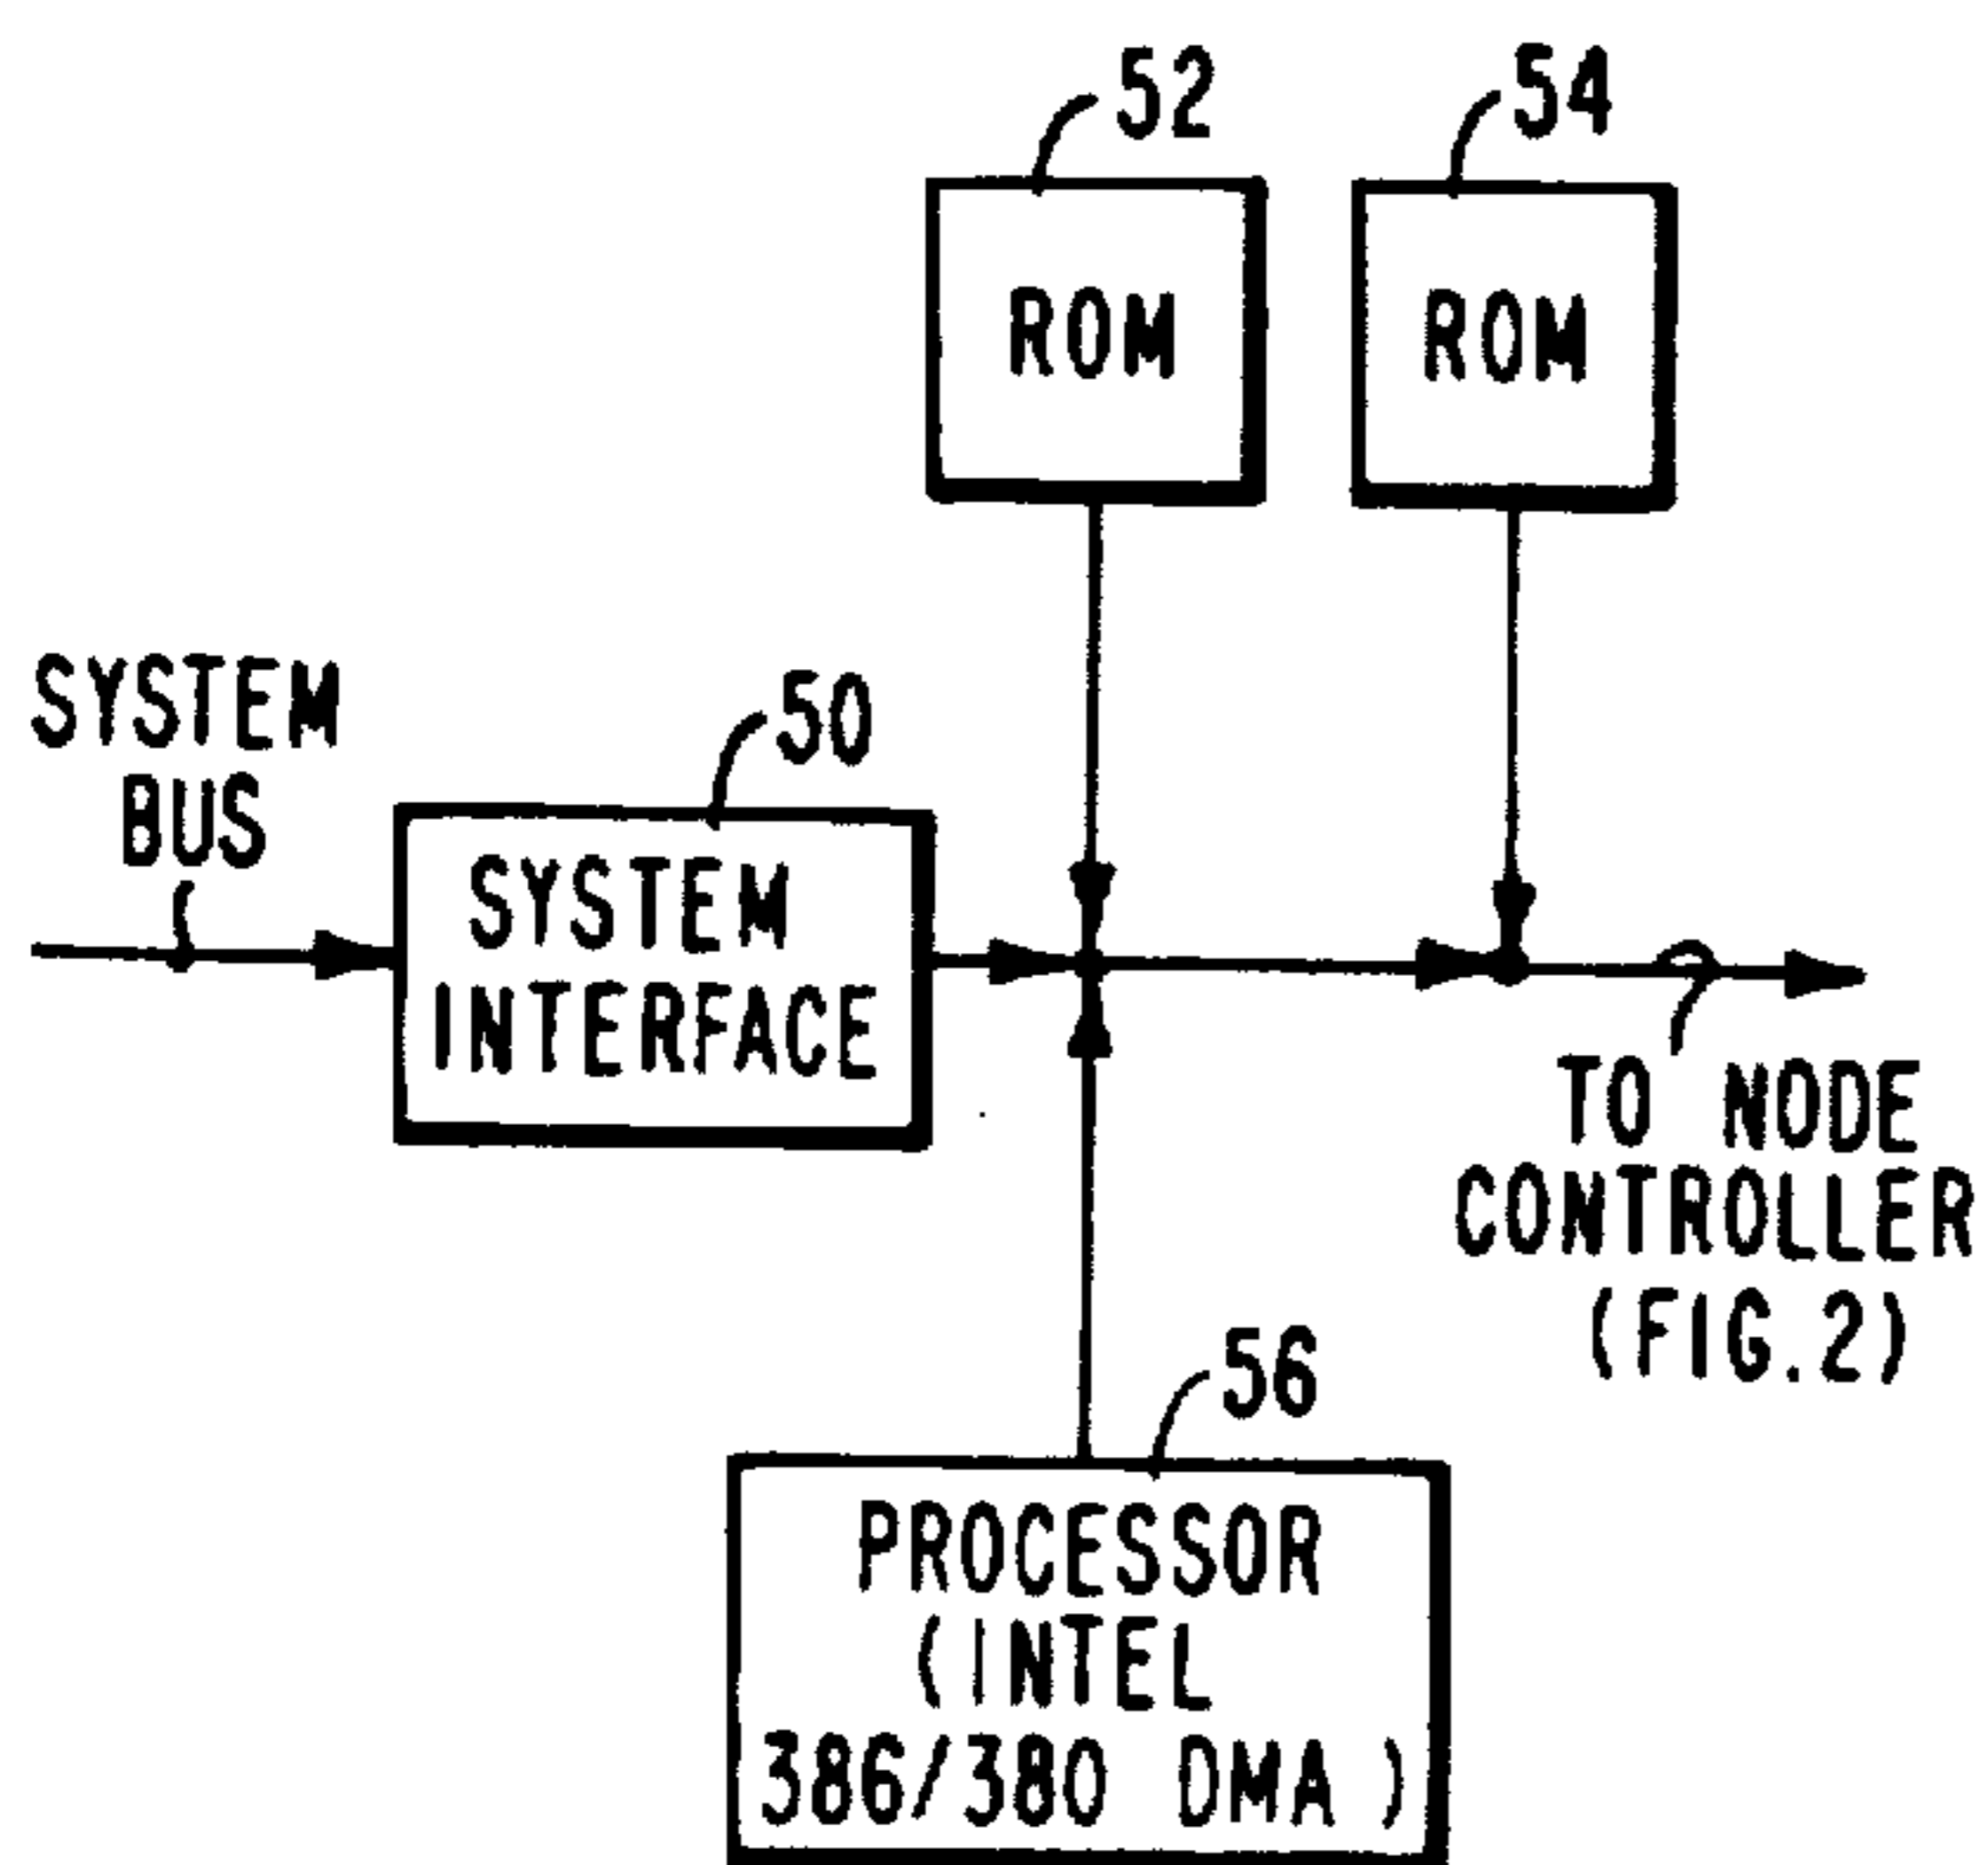 52
54
ROM
ROM
SYSTEM
BUS
50
SYSTEM
INTERFACE
TO NODE
CONTROLLER
(FIG.2)
56
PROCESSOR
(INTEL
386/380 DMA )